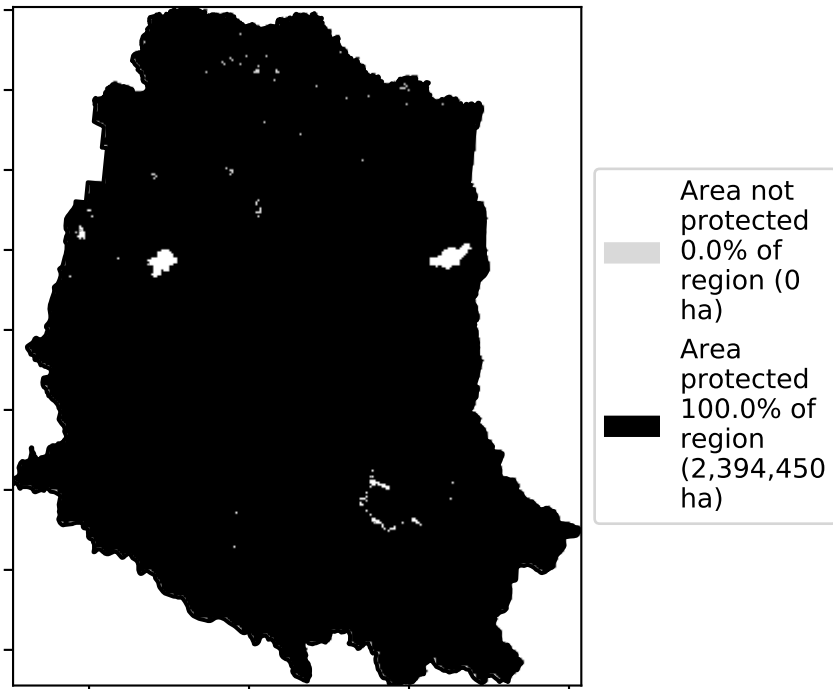 Area not
protected
0.0% of
region (0
ha)
Area
protected
100.0% of
region
(2,394,450
ha)